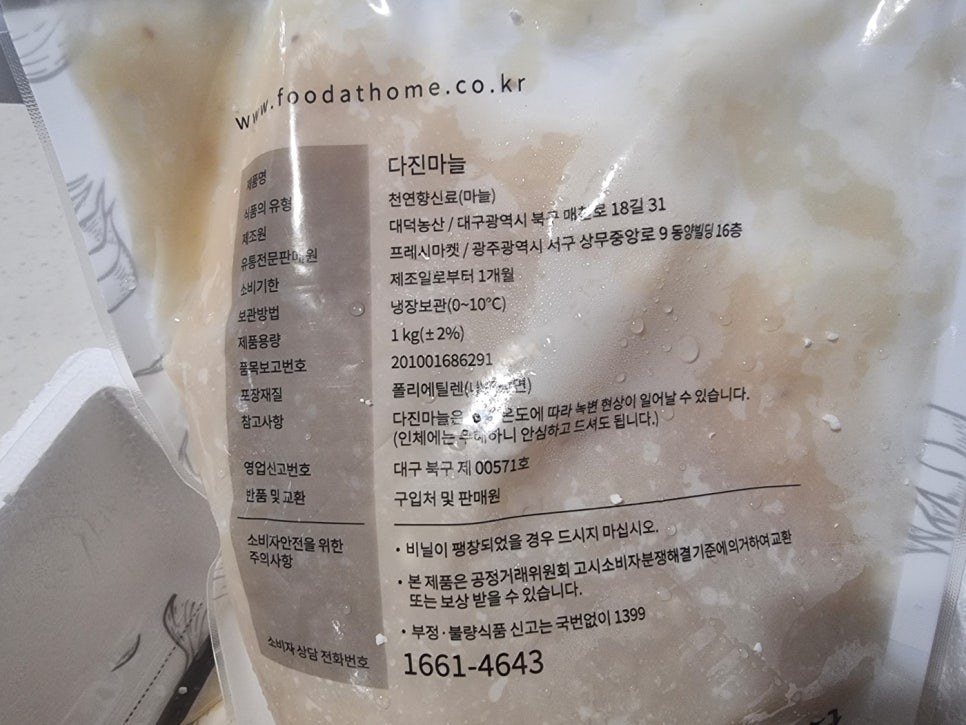 www.foodathome.co.kr
제품명 다진마늘
식품의 유형 천연향신료(마늘)
제조원 대덕농산 / 대구광역시 북구 매천로 18길 31
유통전문판매원 프레시마켓 / 광주광역시 서구 상무중앙로 9 동양빌딩 16층
소비기한 제조일로부터 1개월
보관방법 냉장보관(0~10℃)
제품용량 1 kg(±2%)
품목보고번호 201001686291
포장재질 폴리에틸렌
참고사항 다진마늘은 온도에 따라 녹변 현상이 일어날 수 있습니다.
(인체에는 무해하니 안심하고 드셔도 됩니다.)
영업신고번호 대구 북구 제 00571호
반품 및 교환 구입처 및 판매원
소비자안전을 위한
주의사항
• 비닐이 팽창되었을 경우 드시지 마십시오.
• 본 제품은 공정거래위원회 고시소비자분쟁해결기준에의거하여교환
또는 보상 받을 수 있습니다.
• 부정·불량식품 신고는 국번없이 1399
소비자 상담 전화번호 1661-4643